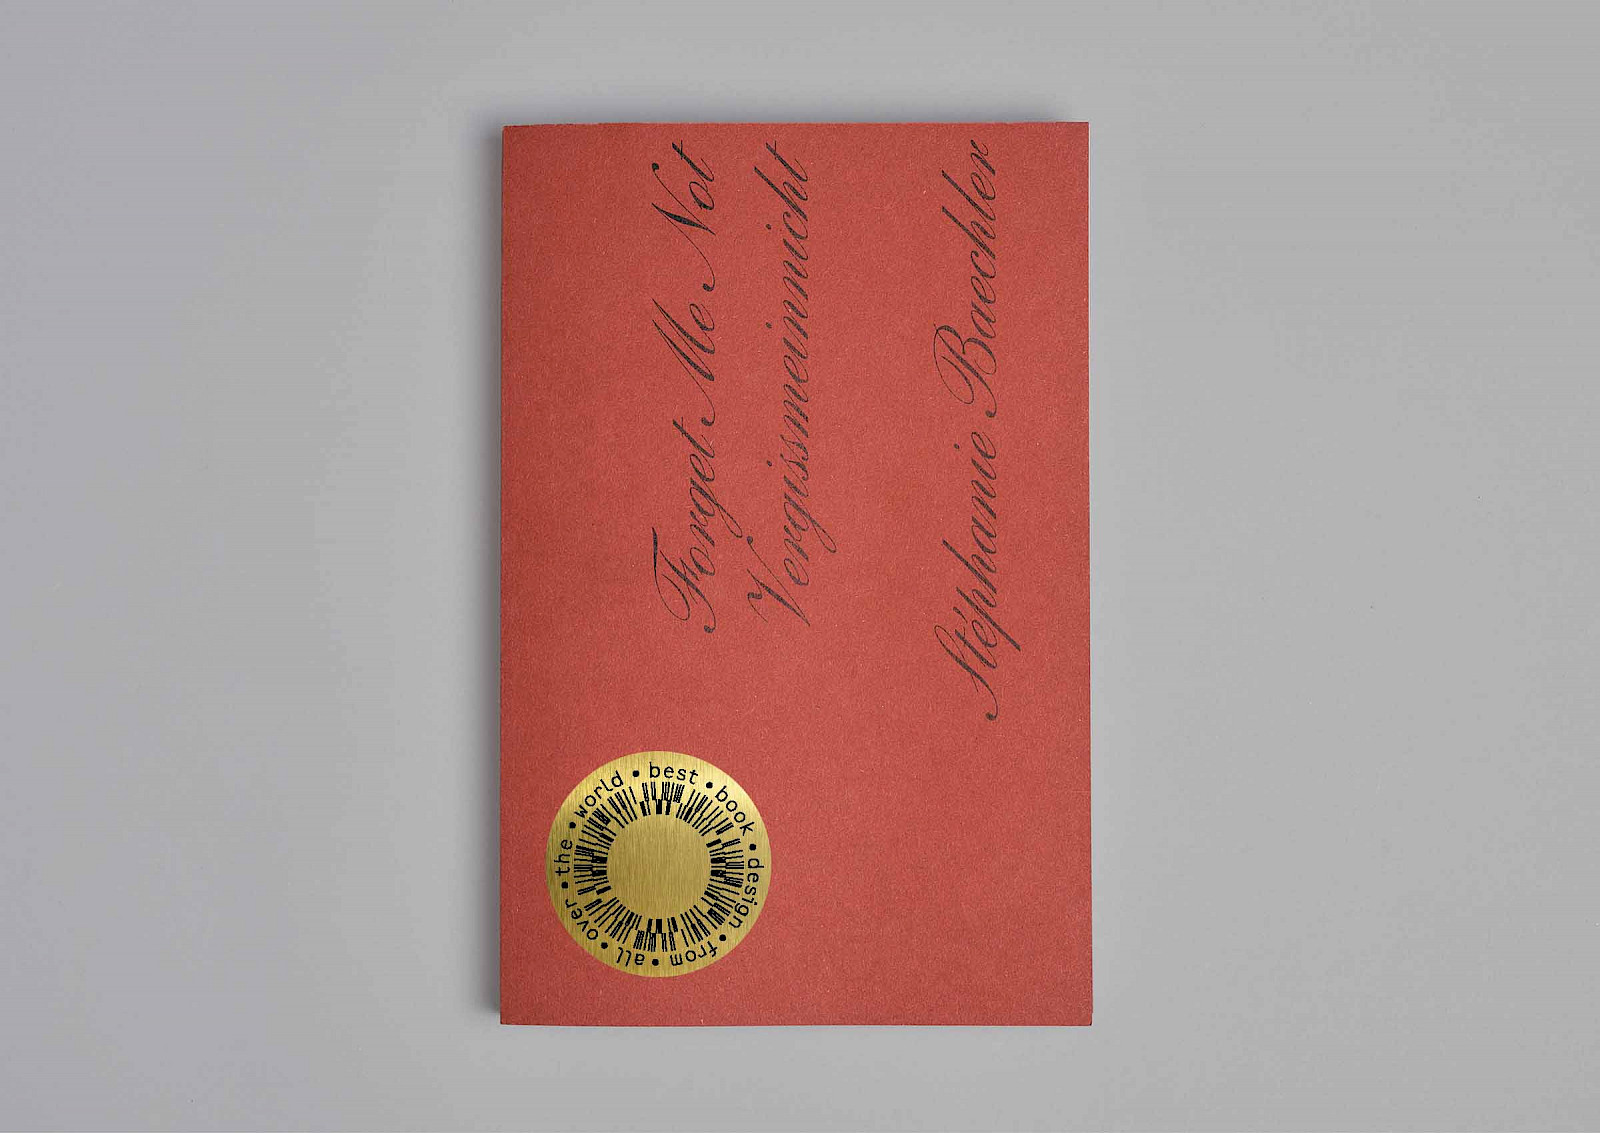 Forget Me Not
Vergissmeinnicht
Stéphanie Baechler
best • book • design • from • all • over • the • world •